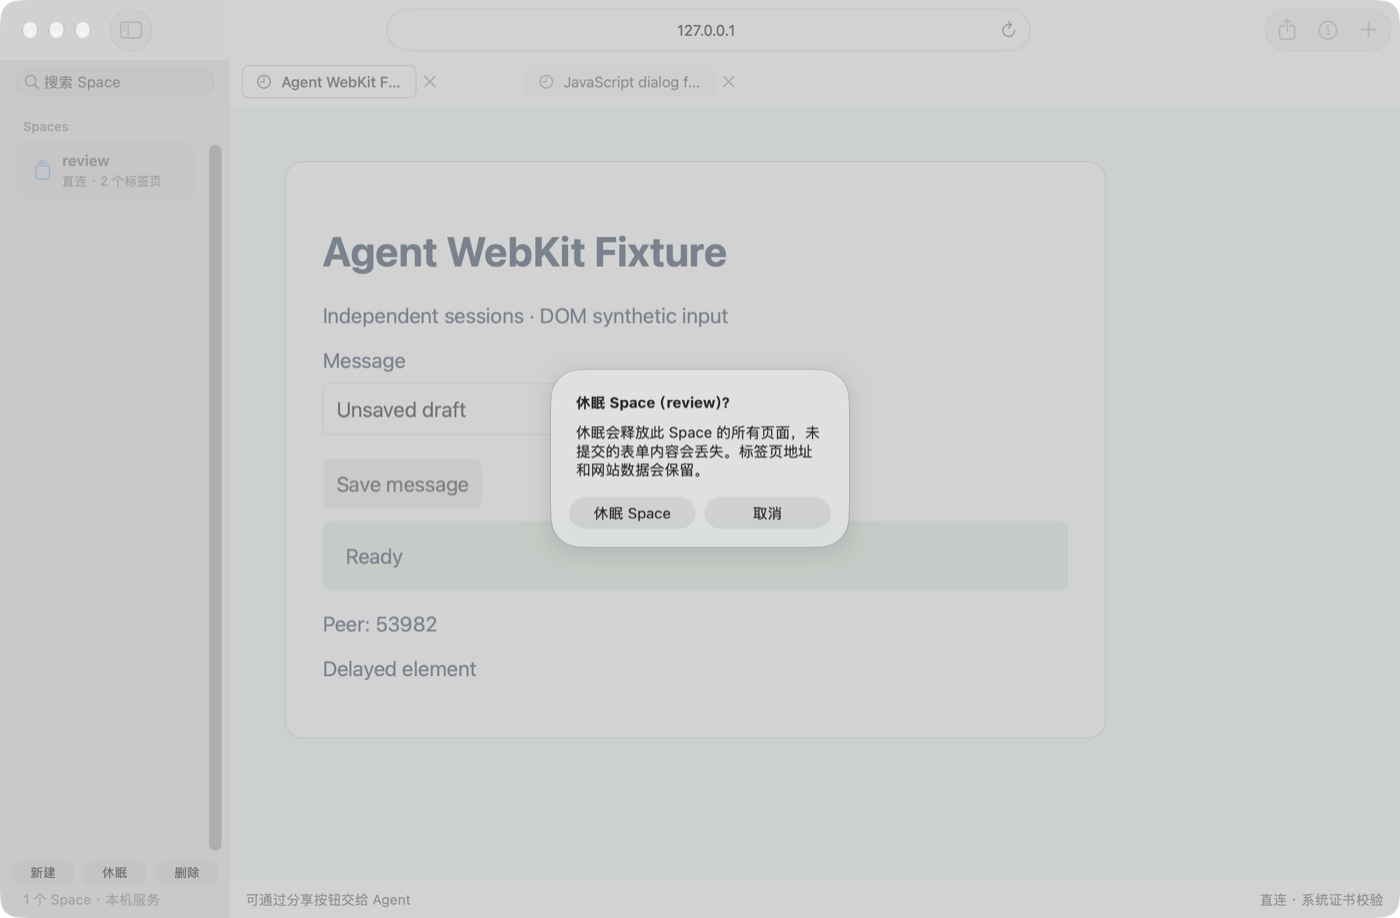 127.0.0.1
搜索 Space
Agent WebKit F...
JavaScript dialog f...
Spaces
review
直连 · 2 个标签页
Agent WebKit Fixture
Independent sessions · DOM synthetic input
Message
Unsaved draft
Save message
Ready
Peer: 53982
Delayed element
休眠 Space（review）?
休眠会释放此 Space 的所有页面，未
提交的表单内容会丢失。标签页地址
和网站数据会保留。
休眠 Space
取消
新建
休眠
删除
1 个 Space · 本机服务
可通过分享按钮交给 Agent
直连 · 系统证书校验